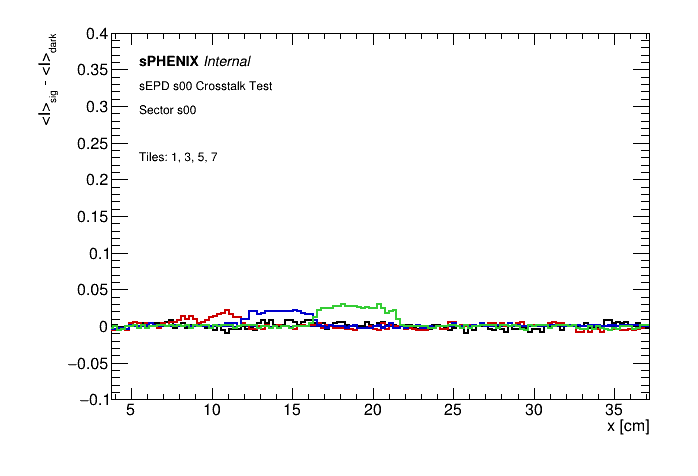 <I>sig - <I>dark
0.4
0.35
0.3
0.25
0.2
0.15
0.1
0.05
0
−0.05
−0.1
sPHENIX Internal
sEPD s00 Crosstalk Test
Sector s00
Tiles: 1, 3, 5, 7
5 10 15 20 25 30 35
x [cm]